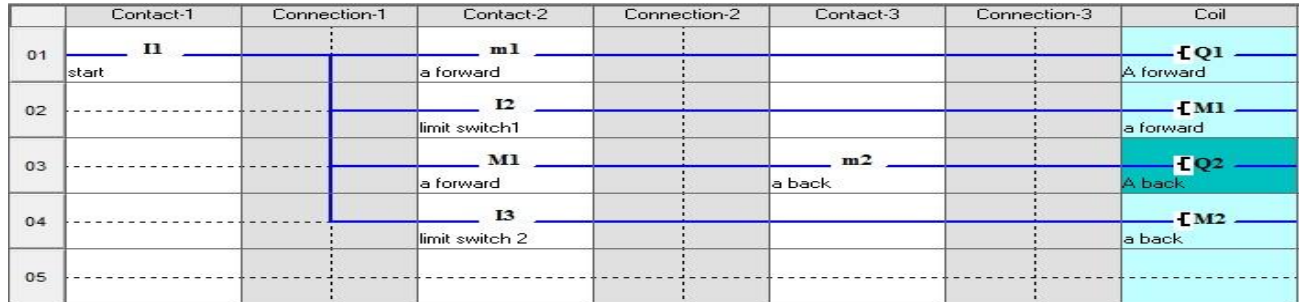 Contact-1 Connection-1 Contact-2 Connection-2 Contact-3 Connection-3 Coil
01 I1 m1 [Q1
start a forward A forward
02 I2 [M1
limit switch1 a forward
03 M1 m2 [Q2
a forward a back A back
04 I3 [M2
limit switch 2 a back
05